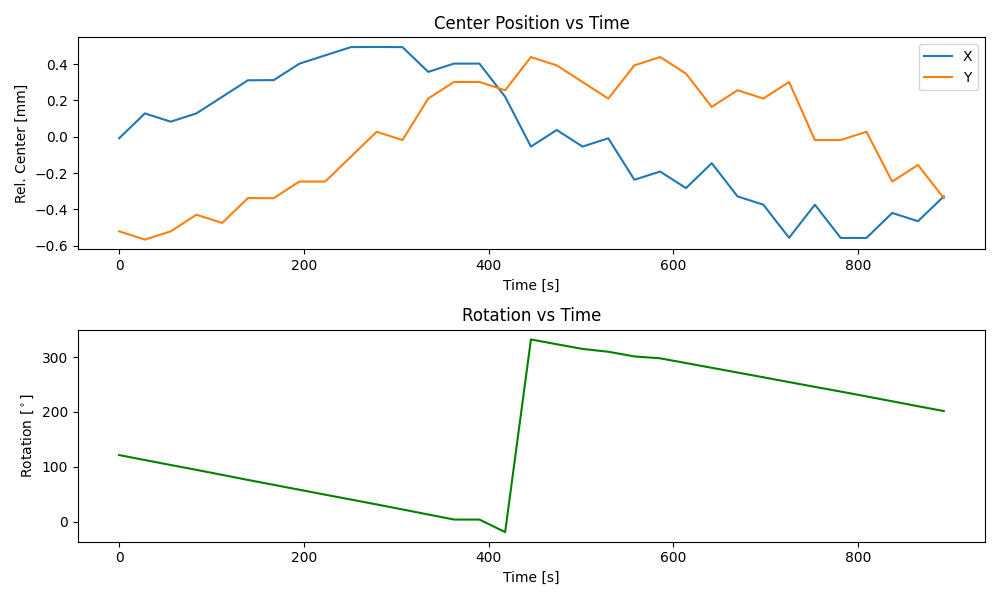 Center Position vs Time
Rel. Center [mm]
0.4
0.2
0.0
−0.2
−0.4
−0.6
X
Y
0 200 400 600 800
Time [s]
Rotation vs Time
Rotation [°]
300
200
100
0
0 200 400 600 800
Time [s]